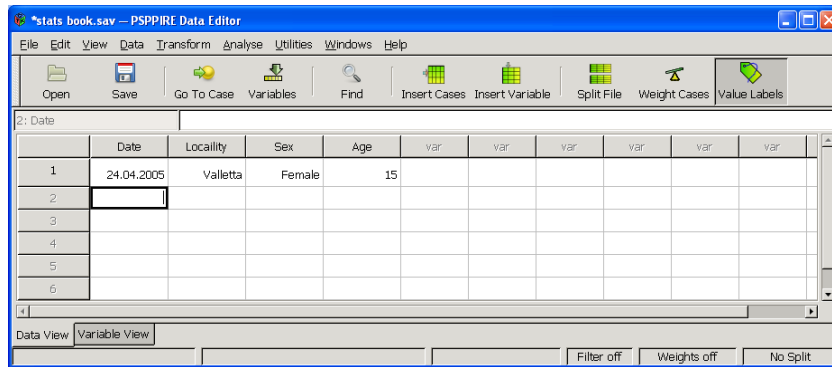 *stats book.sav — PSPPIRE Data Editor
File Edit View Data Transform Analyse Utilities Windows Help
Open Save Go To Case Variables Find Insert Cases Insert Variable Split File Weight Cases Value Labels
2: Date
Date Locaility Sex Age var var var var var var
1 24.04.2005 Valletta Female 15
2
3
4
5
6
Data View Variable View
Filter off Weights off No Split